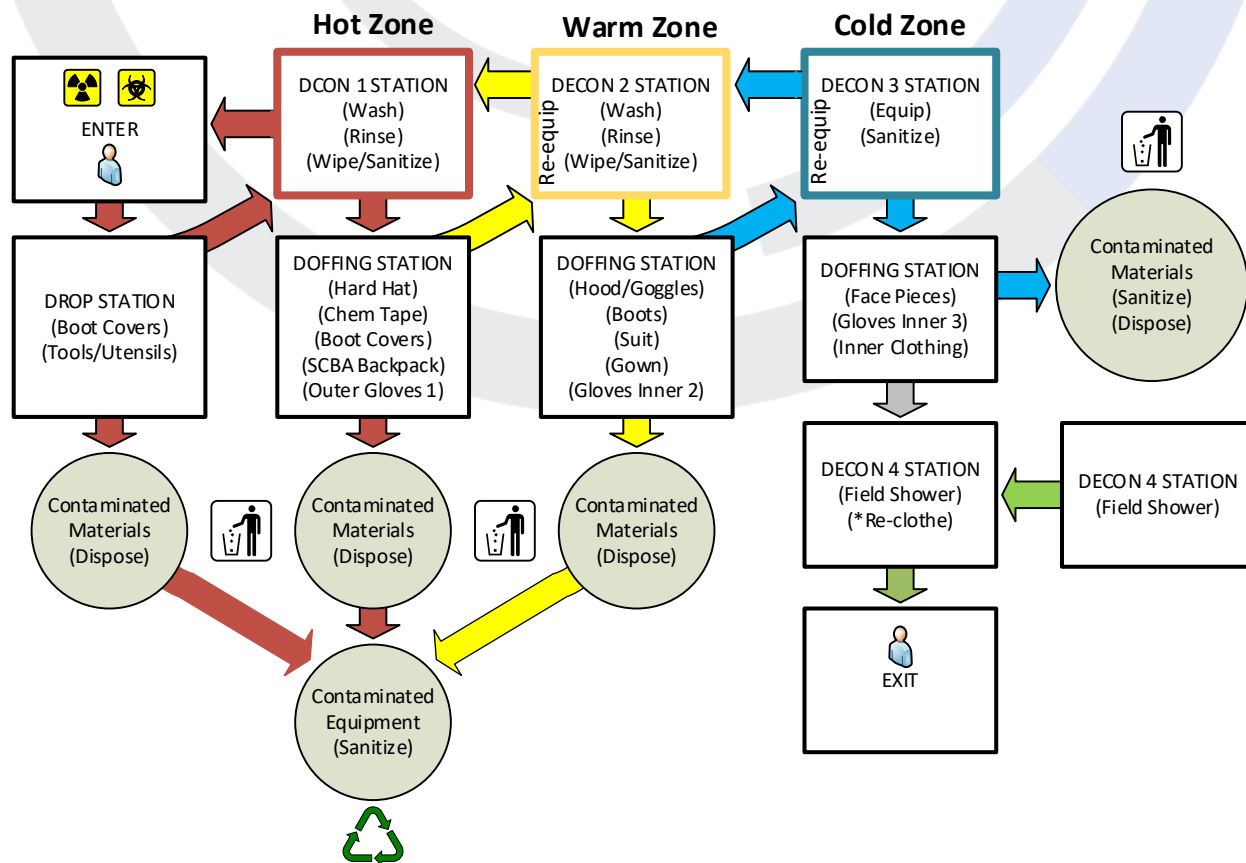 Hot Zone
Warm Zone
Cold Zone
ENTER
DCON 1 STATION
(Wash)
(Rinse)
(Wipe/Sanitize)
Re-equip
DECON 2 STATION
(Wash)
(Rinse)
(Wipe/Sanitize)
Re-equip
DECON 3 STATION
(Equip)
(Sanitize)
DROP STATION
(Boot Covers)
(Tools/Utensils)
DOFFING STATION
(Hard Hat)
(Chem Tape)
(Boot Covers)
(SCBA Backpack)
(Outer Gloves 1)
DOFFING STATION
(Hood/Goggles)
(Boots)
(Suit)
(Gown)
(Gloves Inner 2)
DOFFING STATION
(Face Pieces)
(Gloves Inner 3)
(Inner Clothing)
Contaminated
Materials
(Sanitize)
(Dispose)
Contaminated
Materials
(Dispose)
Contaminated
Materials
(Dispose)
Contaminated
Materials
(Dispose)
DECON 4 STATION
(Field Shower)
(*Re-clothe)
DECON 4 STATION
(Field Shower)
Contaminated
Equipment
(Sanitize)
EXIT